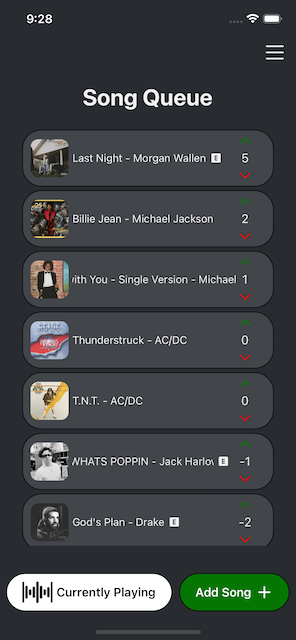 9:28
Song Queue
Last Night - Morgan Wallen E 5
Billie Jean - Michael Jackson 2
with You - Single Version - Michael 1
Thunderstruck - AC/DC 0
T.N.T. - AC/DC 0
WHATS POPPIN - Jack Harlow E -1
God's Plan - Drake E -2
Currently Playing
Add Song +